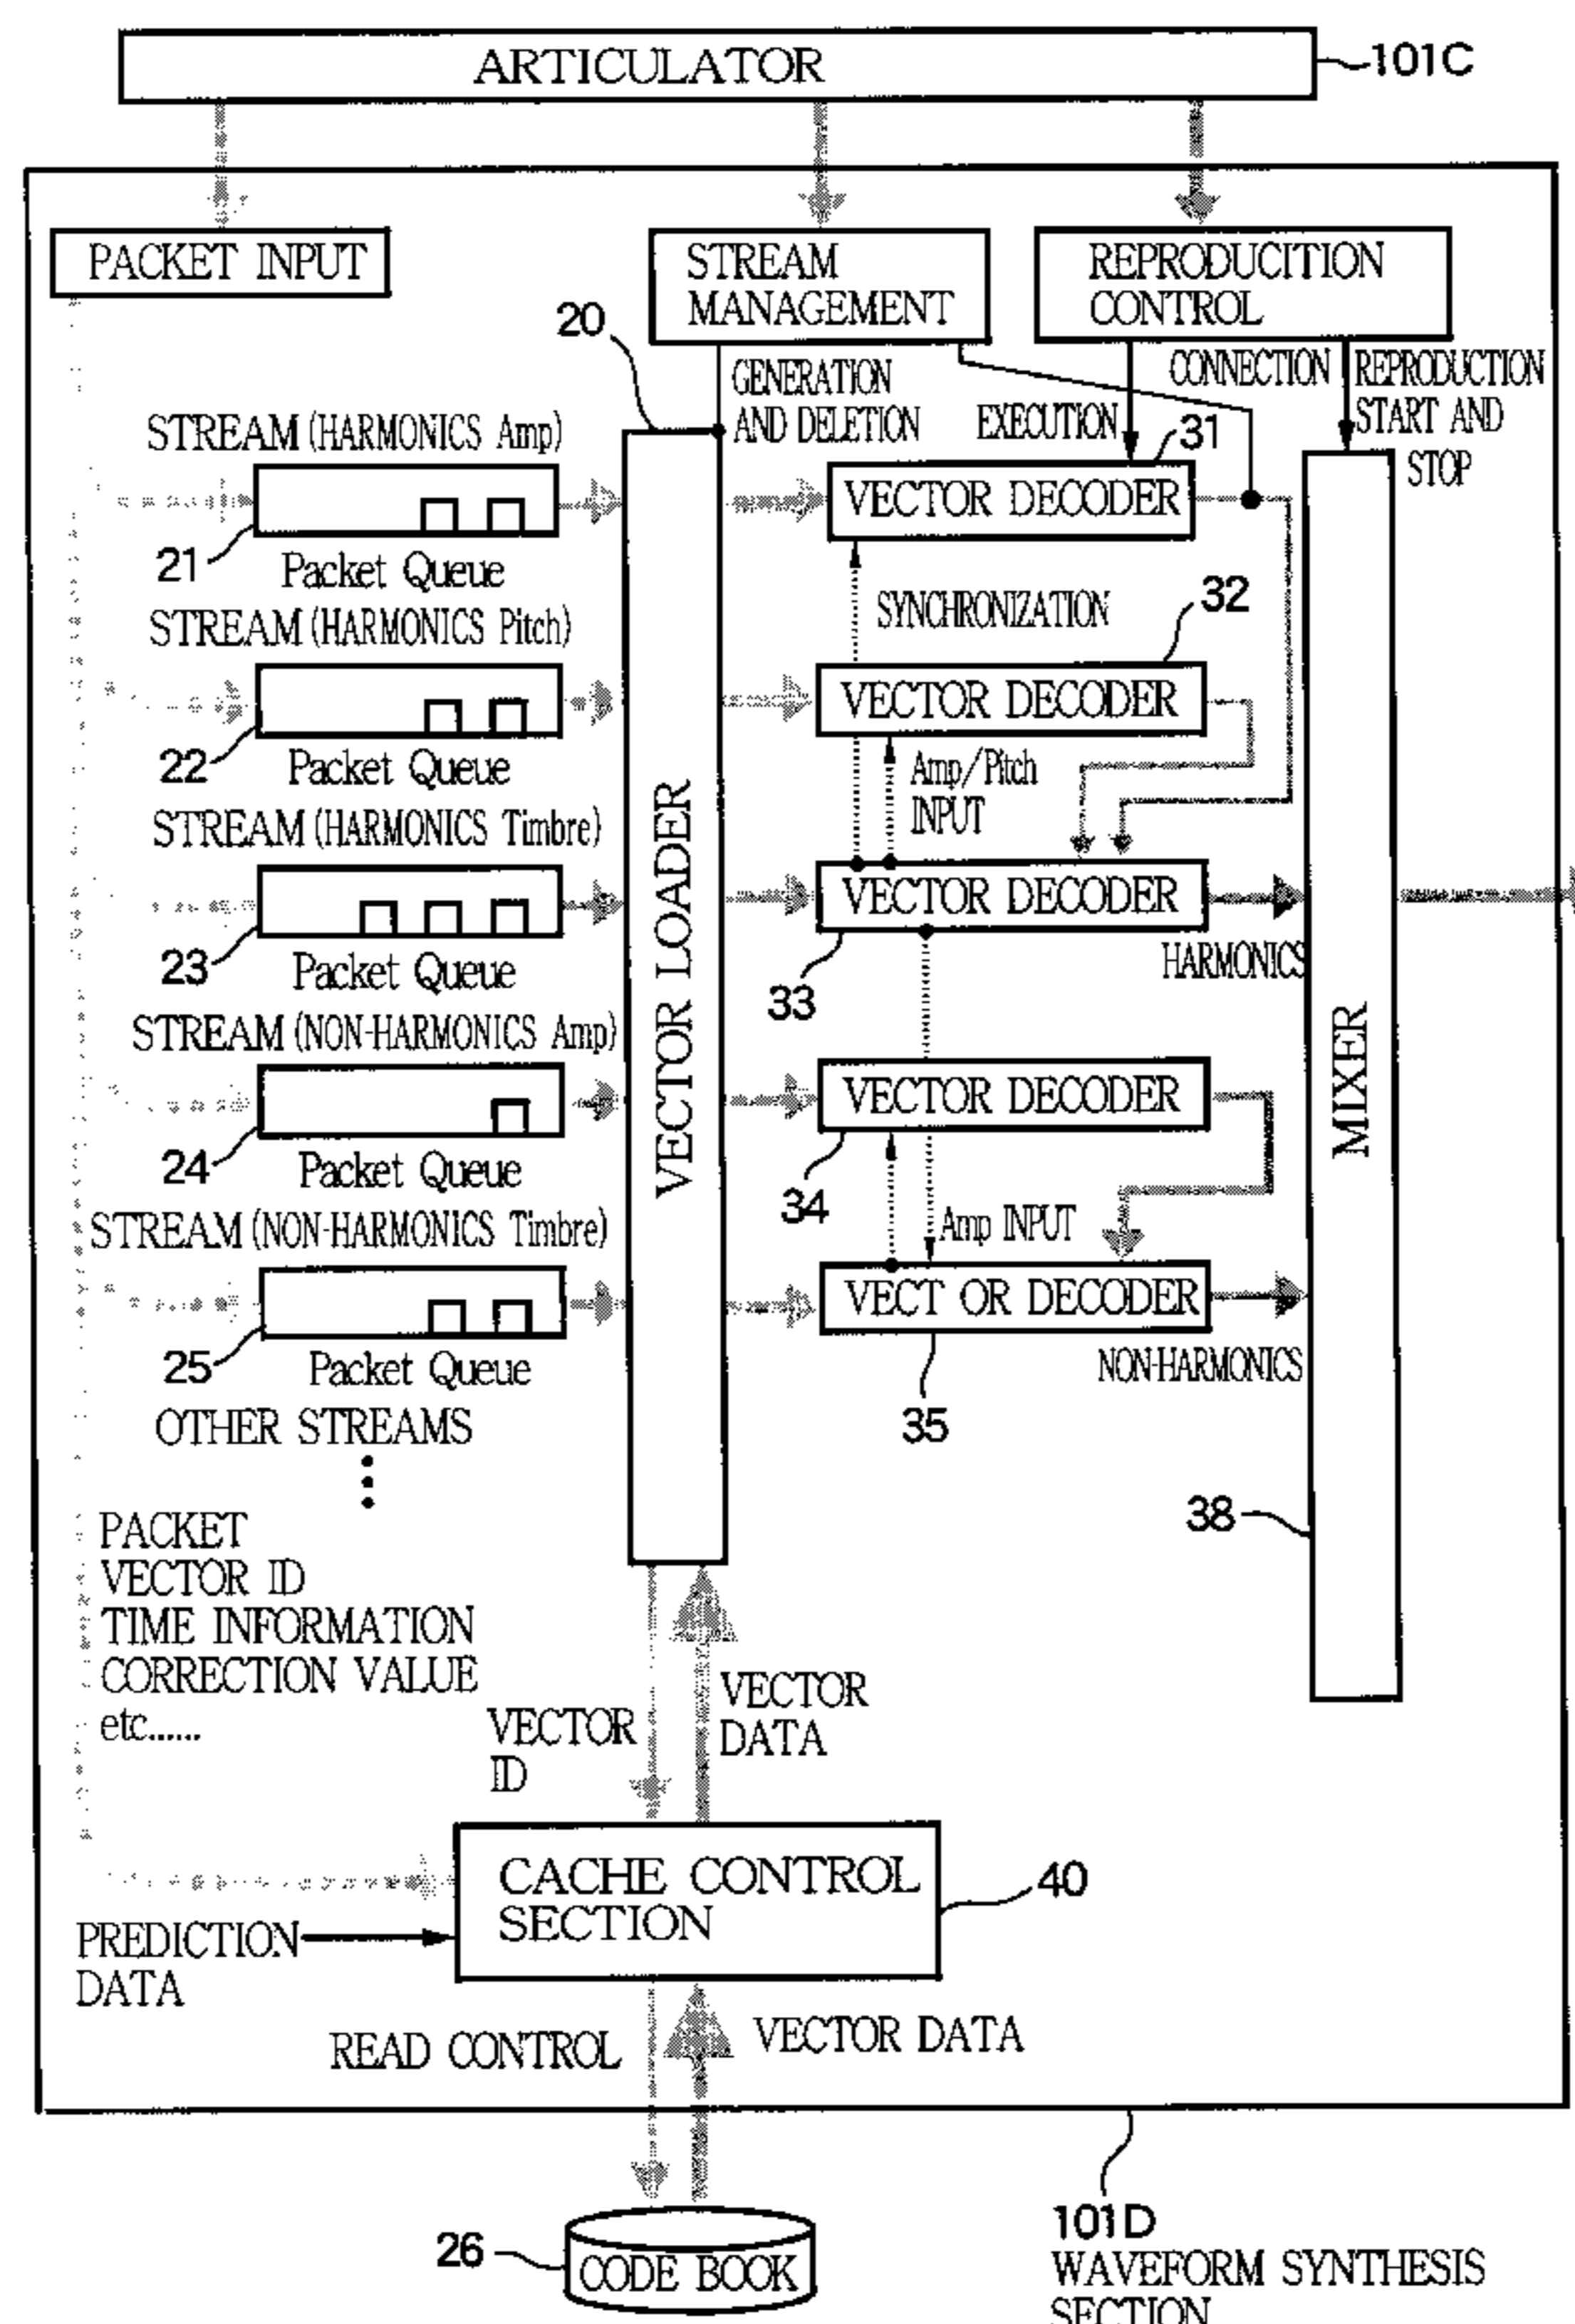 ARTICULATOR
101C
PACKET INPUT
STREAM
MANAGEMENT
REPRODUCITION
CONTROL
20
GENERATION
AND DELETION
EXECUTION
CONNECTION
REPRODUCTION
START AND
STOP
STREAM (HARMONICS Amp)
31
VECTOR DECODER
21
Packet Queue
SYNCHRONIZATION
32
STREAM (HARMONICS Pitch)
VECTOR DECODER
22
Packet Queue
Amp/Pitch
INPUT
STREAM (HARMONICS Timbre)
VECTOR DECODER
23
Packet Queue
33
HARMONICS
VECTOR LOADER
MIXER
STREAM (NON-HARMONICS Amp)
VECTOR DECODER
24
Packet Queue
34
Amp INPUT
STREAM (NON-HARMONICS Timbre)
VECT OR DECODER
25
Packet Queue
35
NON-HARMONICS
OTHER STREAMS
38
PACKET
VECTOR ID
TIME INFORMATION
CORRECTION VALUE
etc......
VECTOR
ID
VECTOR
DATA
CACHE CONTROL
SECTION
40
PREDICTION
DATA
READ CONTROL
VECTOR DATA
26
CODE BOOK
101D
WAVEFORM SYNTHESIS
SECTION